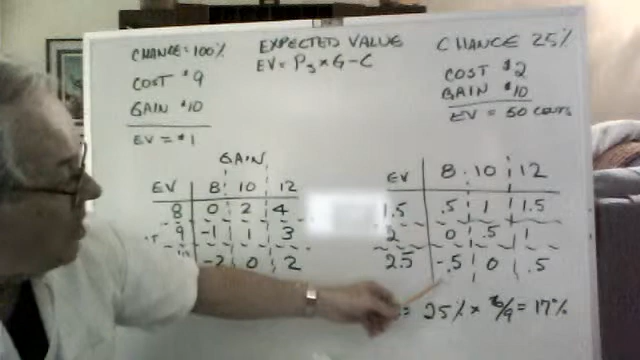 CHANCE = 100%
COST $9
GAIN $10
EV = $1
EXPECTED VALUE
EV = Ps x G - C
CHANCE 25%
COST $2
GAIN $10
EV = 50 CENTS
GAIN
EV 8 10 12
8 0 2 4
9 -1 1 3
-2 0 2
EV 8 10 12
1.5 .5 1 1.5
2 0 .5 1
2.5 -.5 0 .5
= 25% x 6/9 = 17%